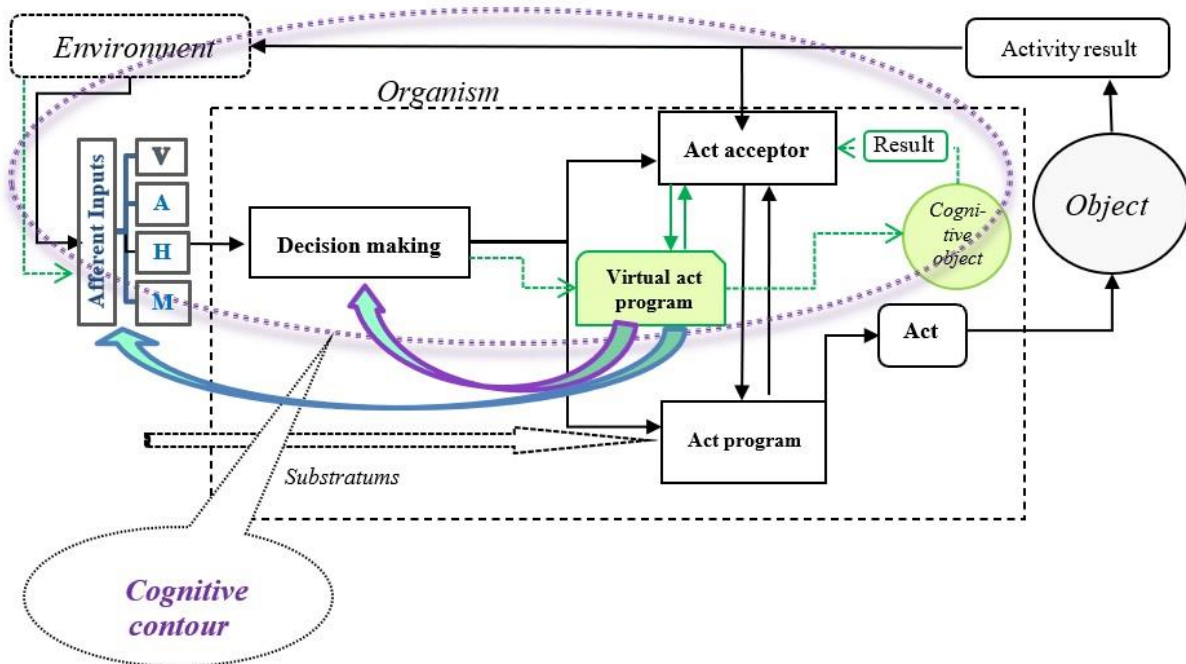 Environment
Activity result
Organism
Afferent Inputs
V
A
H
M
Act acceptor
Result
Decision making
Virtual act
program
Cogni-
tive
object
Object
Act
Act program
Substratums
Cognitive
contour